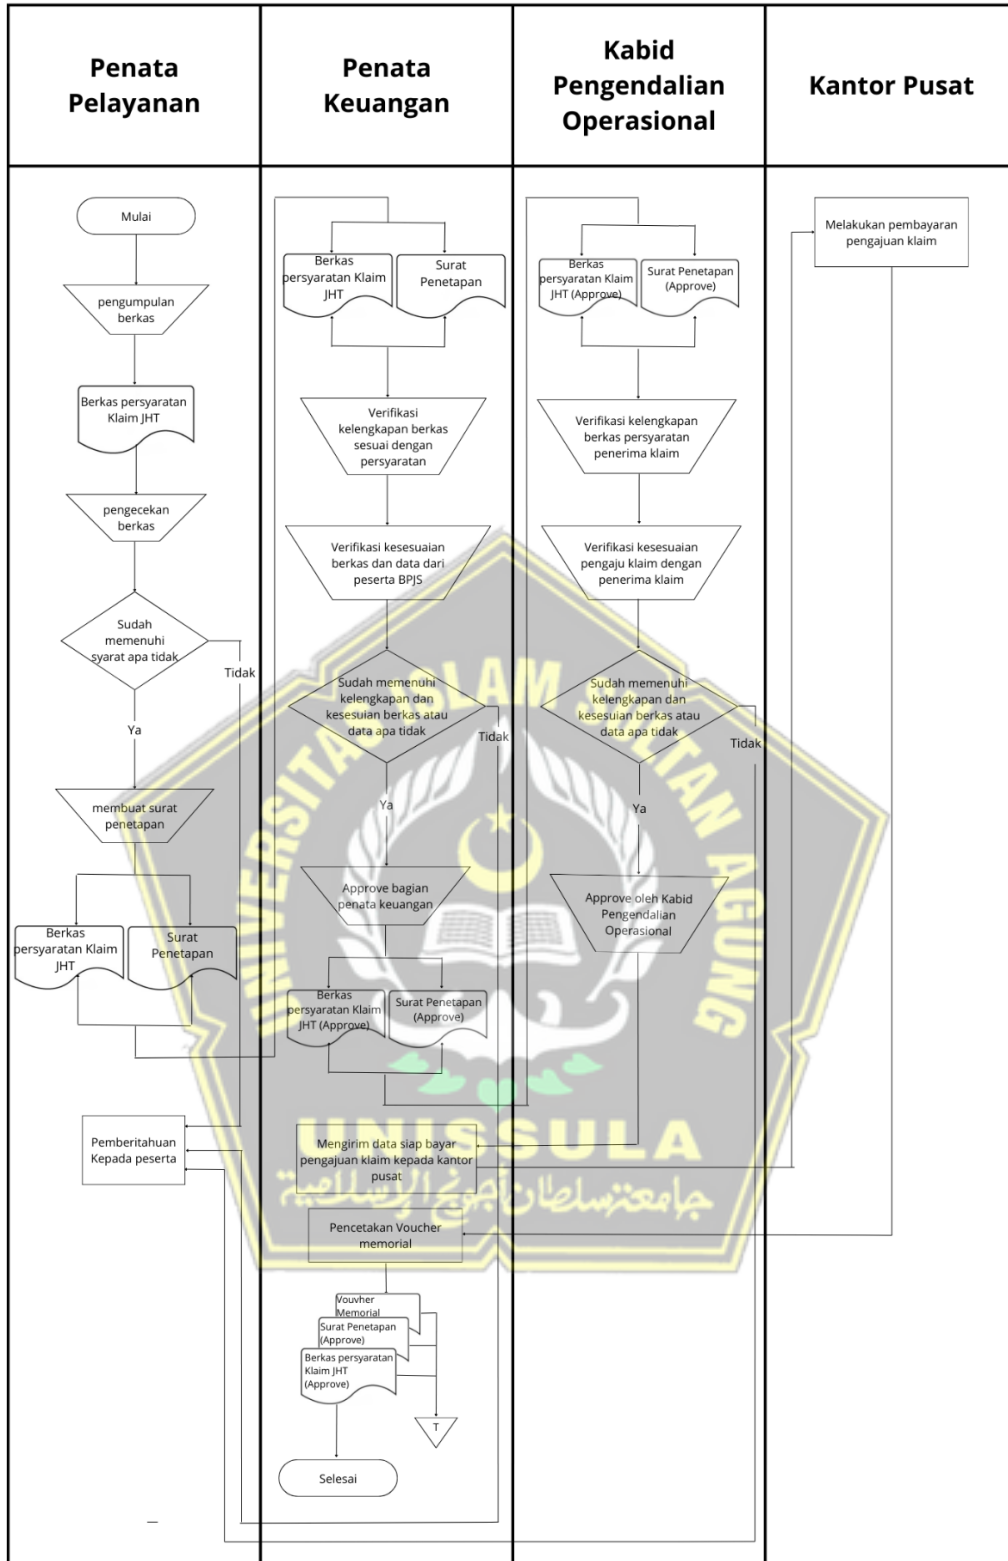 Penata
Pelayanan
Penata
Keuangan
Kabid
Pengendalian
Operasional
Kantor Pusat
Mulai
pengumpulan
berkas
Berkas persyaratan
Klaim JHT
pengecekan
berkas
Sudah
memenuhi
syarat apa tidak
Tidak
Ya
membuat surat
penetapan
Berkas
persyaratan Klaim
JHT
Surat
Penetapan
Pemberitahuan
Kepada peserta
Berkas
persyaratan Klaim
JHT
Surat
Penetapan
Verifikasi
kelengkapan berkas
sesuai dengan
persyaratan
Verifikasi kesesuaian
berkas dan data dari
peserta BPJS
Sudah memenuhi
kelengkapan dan
kesesuian berkas atau
data apa tidak
Tidak
Ya
Approve bagian
penata keuangan
Berkas
persyaratan Klaim
JHT (Approve)
Surat Penetapan
(Approve)
Mengirim data siap bayar
pengajuan klaim kepada kantor
pusat
Pencetakan Voucher
memorial
Vouvher
Memorial
Surat Penetapan
(Approve)
Berkas persyaratan
Klaim JHT
(Approve)
T
Selesai
Berkas
persyaratan Klaim
JHT (Approve)
Surat Penetapan
(Approve)
Verifikasi kelengkapan
berkas persyaratan
penerima klaim
Verifikasi kesesuaian
pengaju klaim dengan
penerima klaim
Sudah memenuhi
kelengkapan dan
kesesuian berkas atau
data apa tidak
Tidak
Ya
Approve oleh Kabid
Pengendalian
Operasional
Melakukan pembayaran
pengajuan klaim
UNIVERSITAS ISLAM SULTAN AGUNG
UNISSULA
جامعتسلطان أجونج الإسلامية